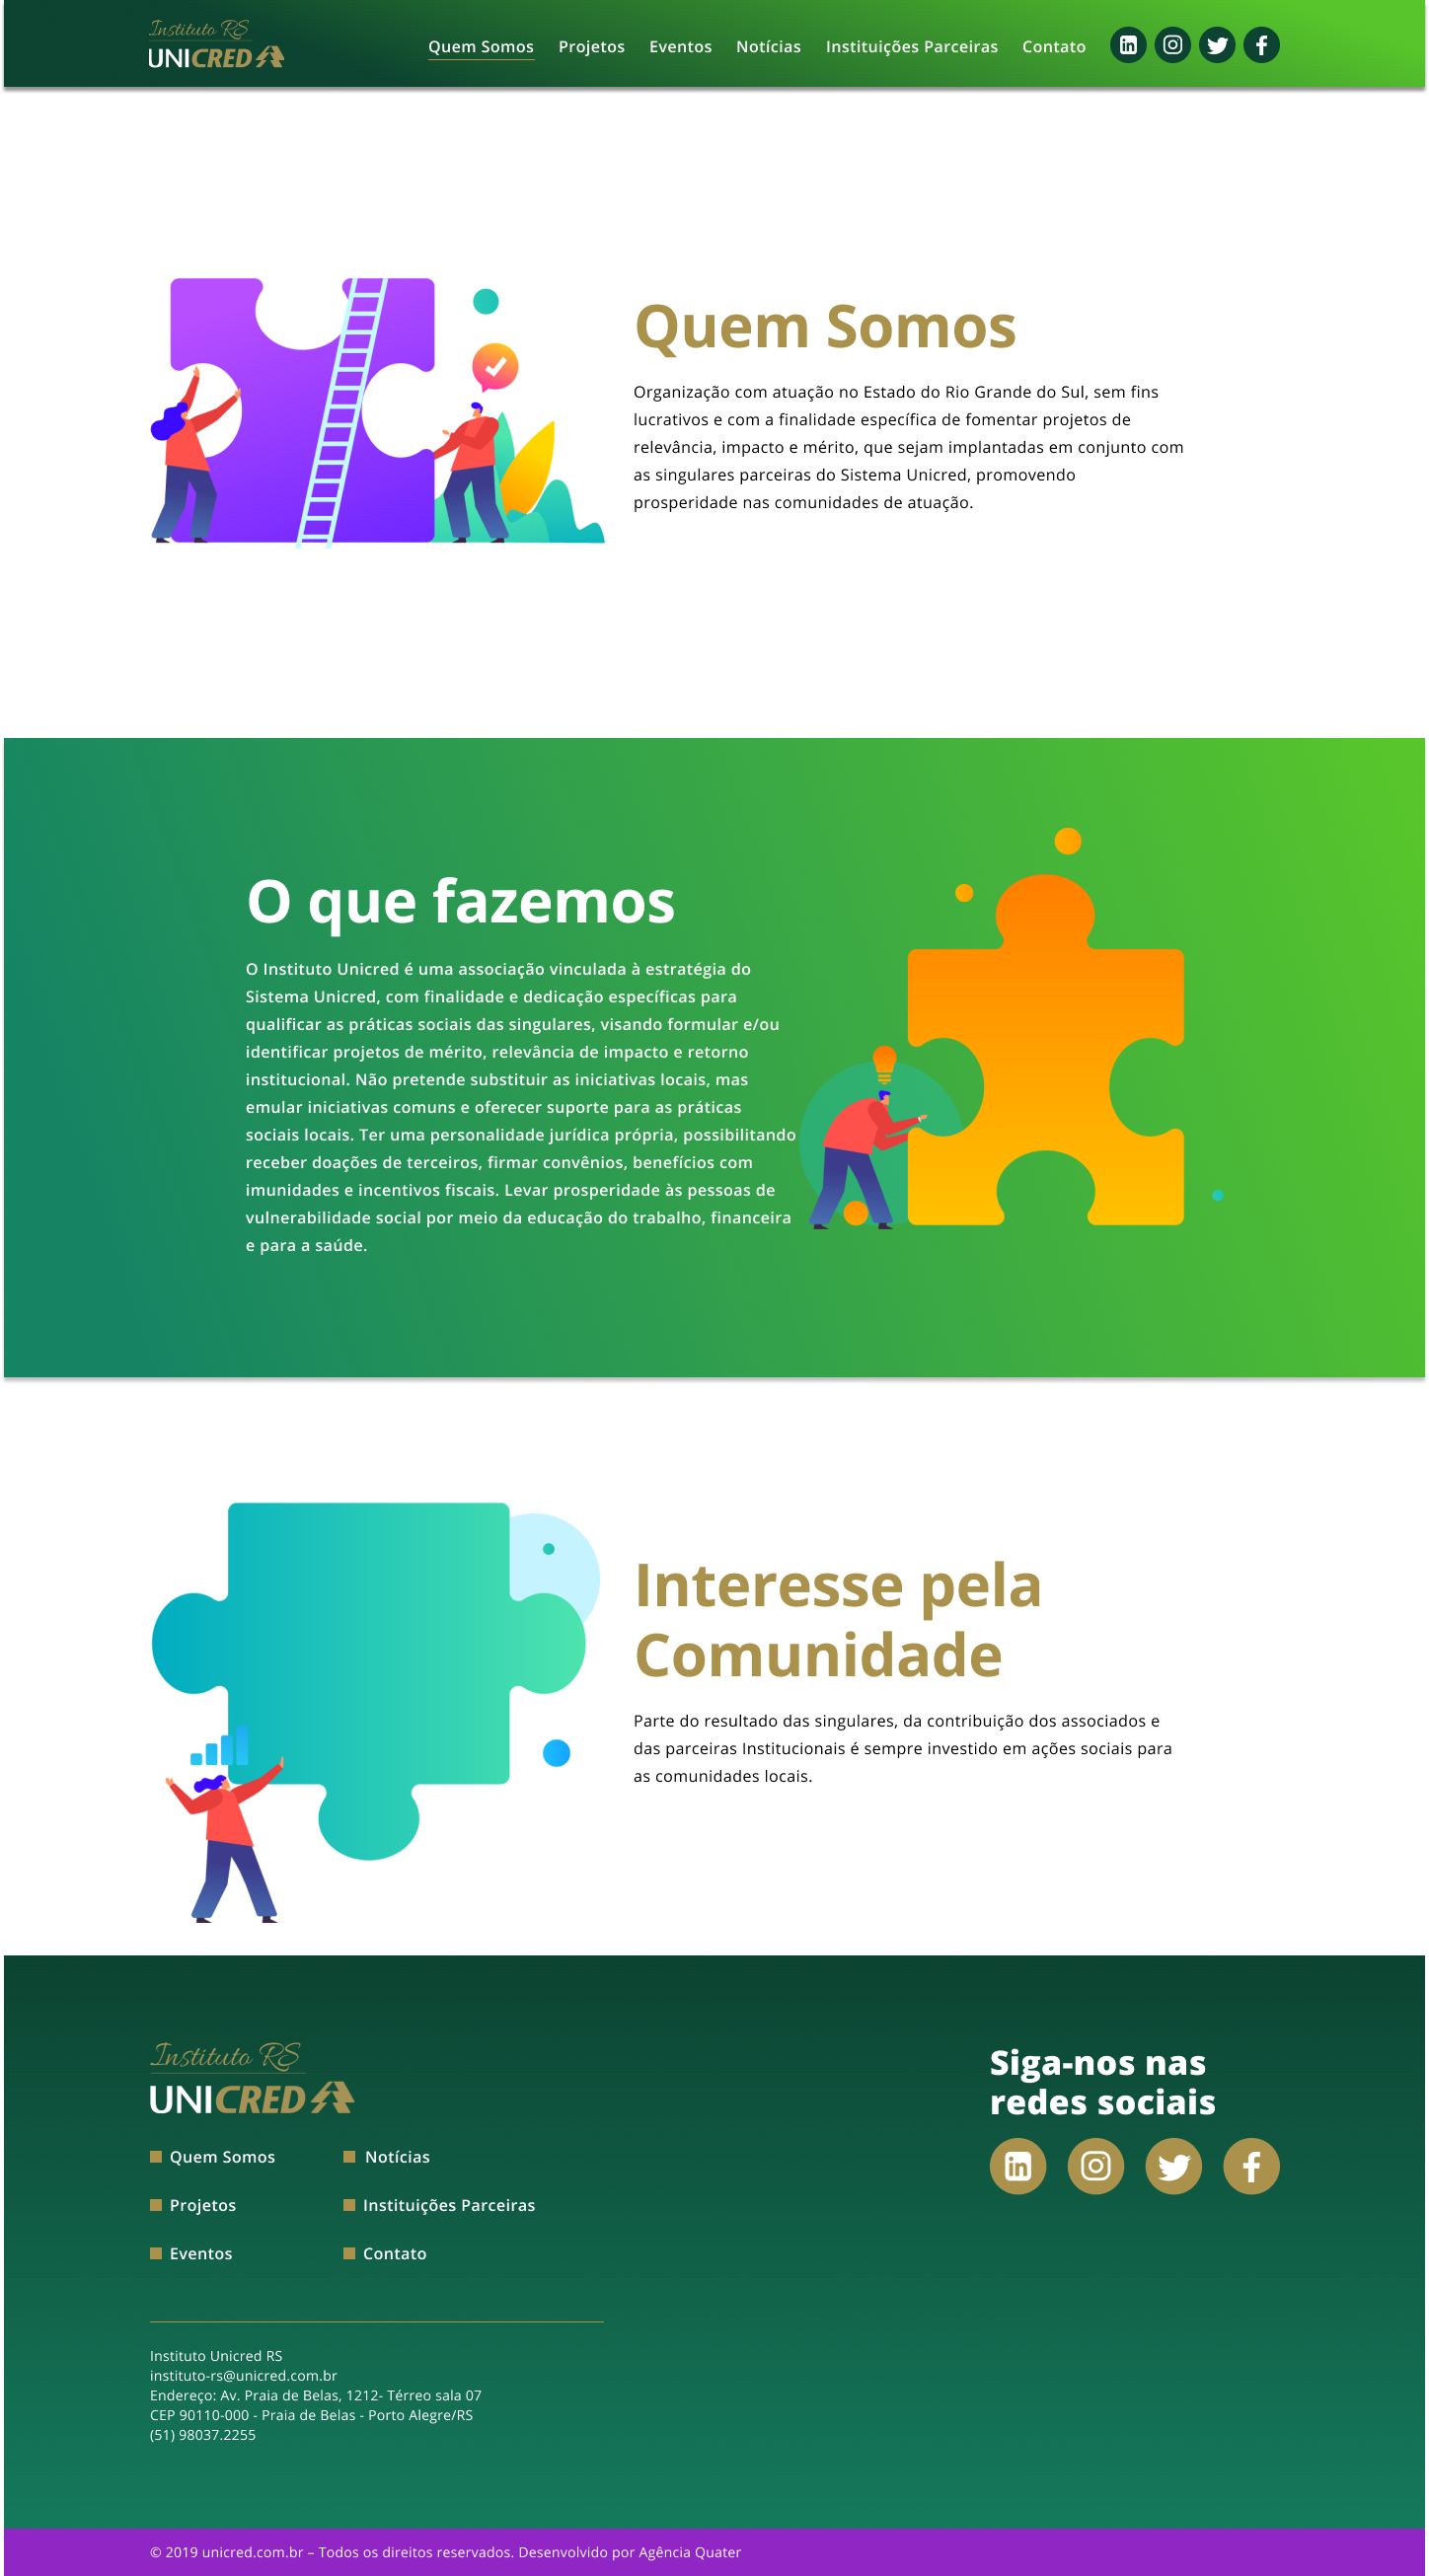 Instituto RS
UNICRED
Quem Somos Projetos Eventos Notícias Instituições Parceiras Contato
Quem Somos
Organização com atuação no Estado do Rio Grande do Sul, sem fins
lucrativos e com a finalidade específica de fomentar projetos de
relevância, impacto e mérito, que sejam implantadas em conjunto com
as singulares parceiras do Sistema Unicred, promovendo
prosperidade nas comunidades de atuação.
O que fazemos
O Instituto Unicred é uma associação vinculada à estratégia do
Sistema Unicred, com finalidade e dedicação específicas para
qualificar as práticas sociais das singulares, visando formular e/ou
identificar projetos de mérito, relevância de impacto e retorno
institucional. Não pretende substituir as iniciativas locais, mas
emular iniciativas comuns e oferecer suporte para as práticas
sociais locais. Ter uma personalidade jurídica própria, possibilitando
receber doações de terceiros, firmar convênios, benefícios com
imunidades e incentivos fiscais. Levar prosperidade às pessoas de
vulnerabilidade social por meio da educação do trabalho, financeira
e para a saúde.
Interesse pela
Comunidade
Parte do resultado das singulares, da contribuição dos associados e
das parceiras Institucionais é sempre investido em ações sociais para
as comunidades locais.
Instituto RS
UNICRED
Siga-nos nas
redes sociais
Quem Somos Notícias
Projetos Instituições Parceiras
Eventos Contato
Instituto Unicred RS
instituto-rs@unicred.com.br
Endereço: Av. Praia de Belas, 1212- Térreo sala 07
CEP 90110-000 - Praia de Belas - Porto Alegre/RS
(51) 98037.2255
© 2019 unicred.com.br – Todos os direitos reservados. Desenvolvido por Agência Quater